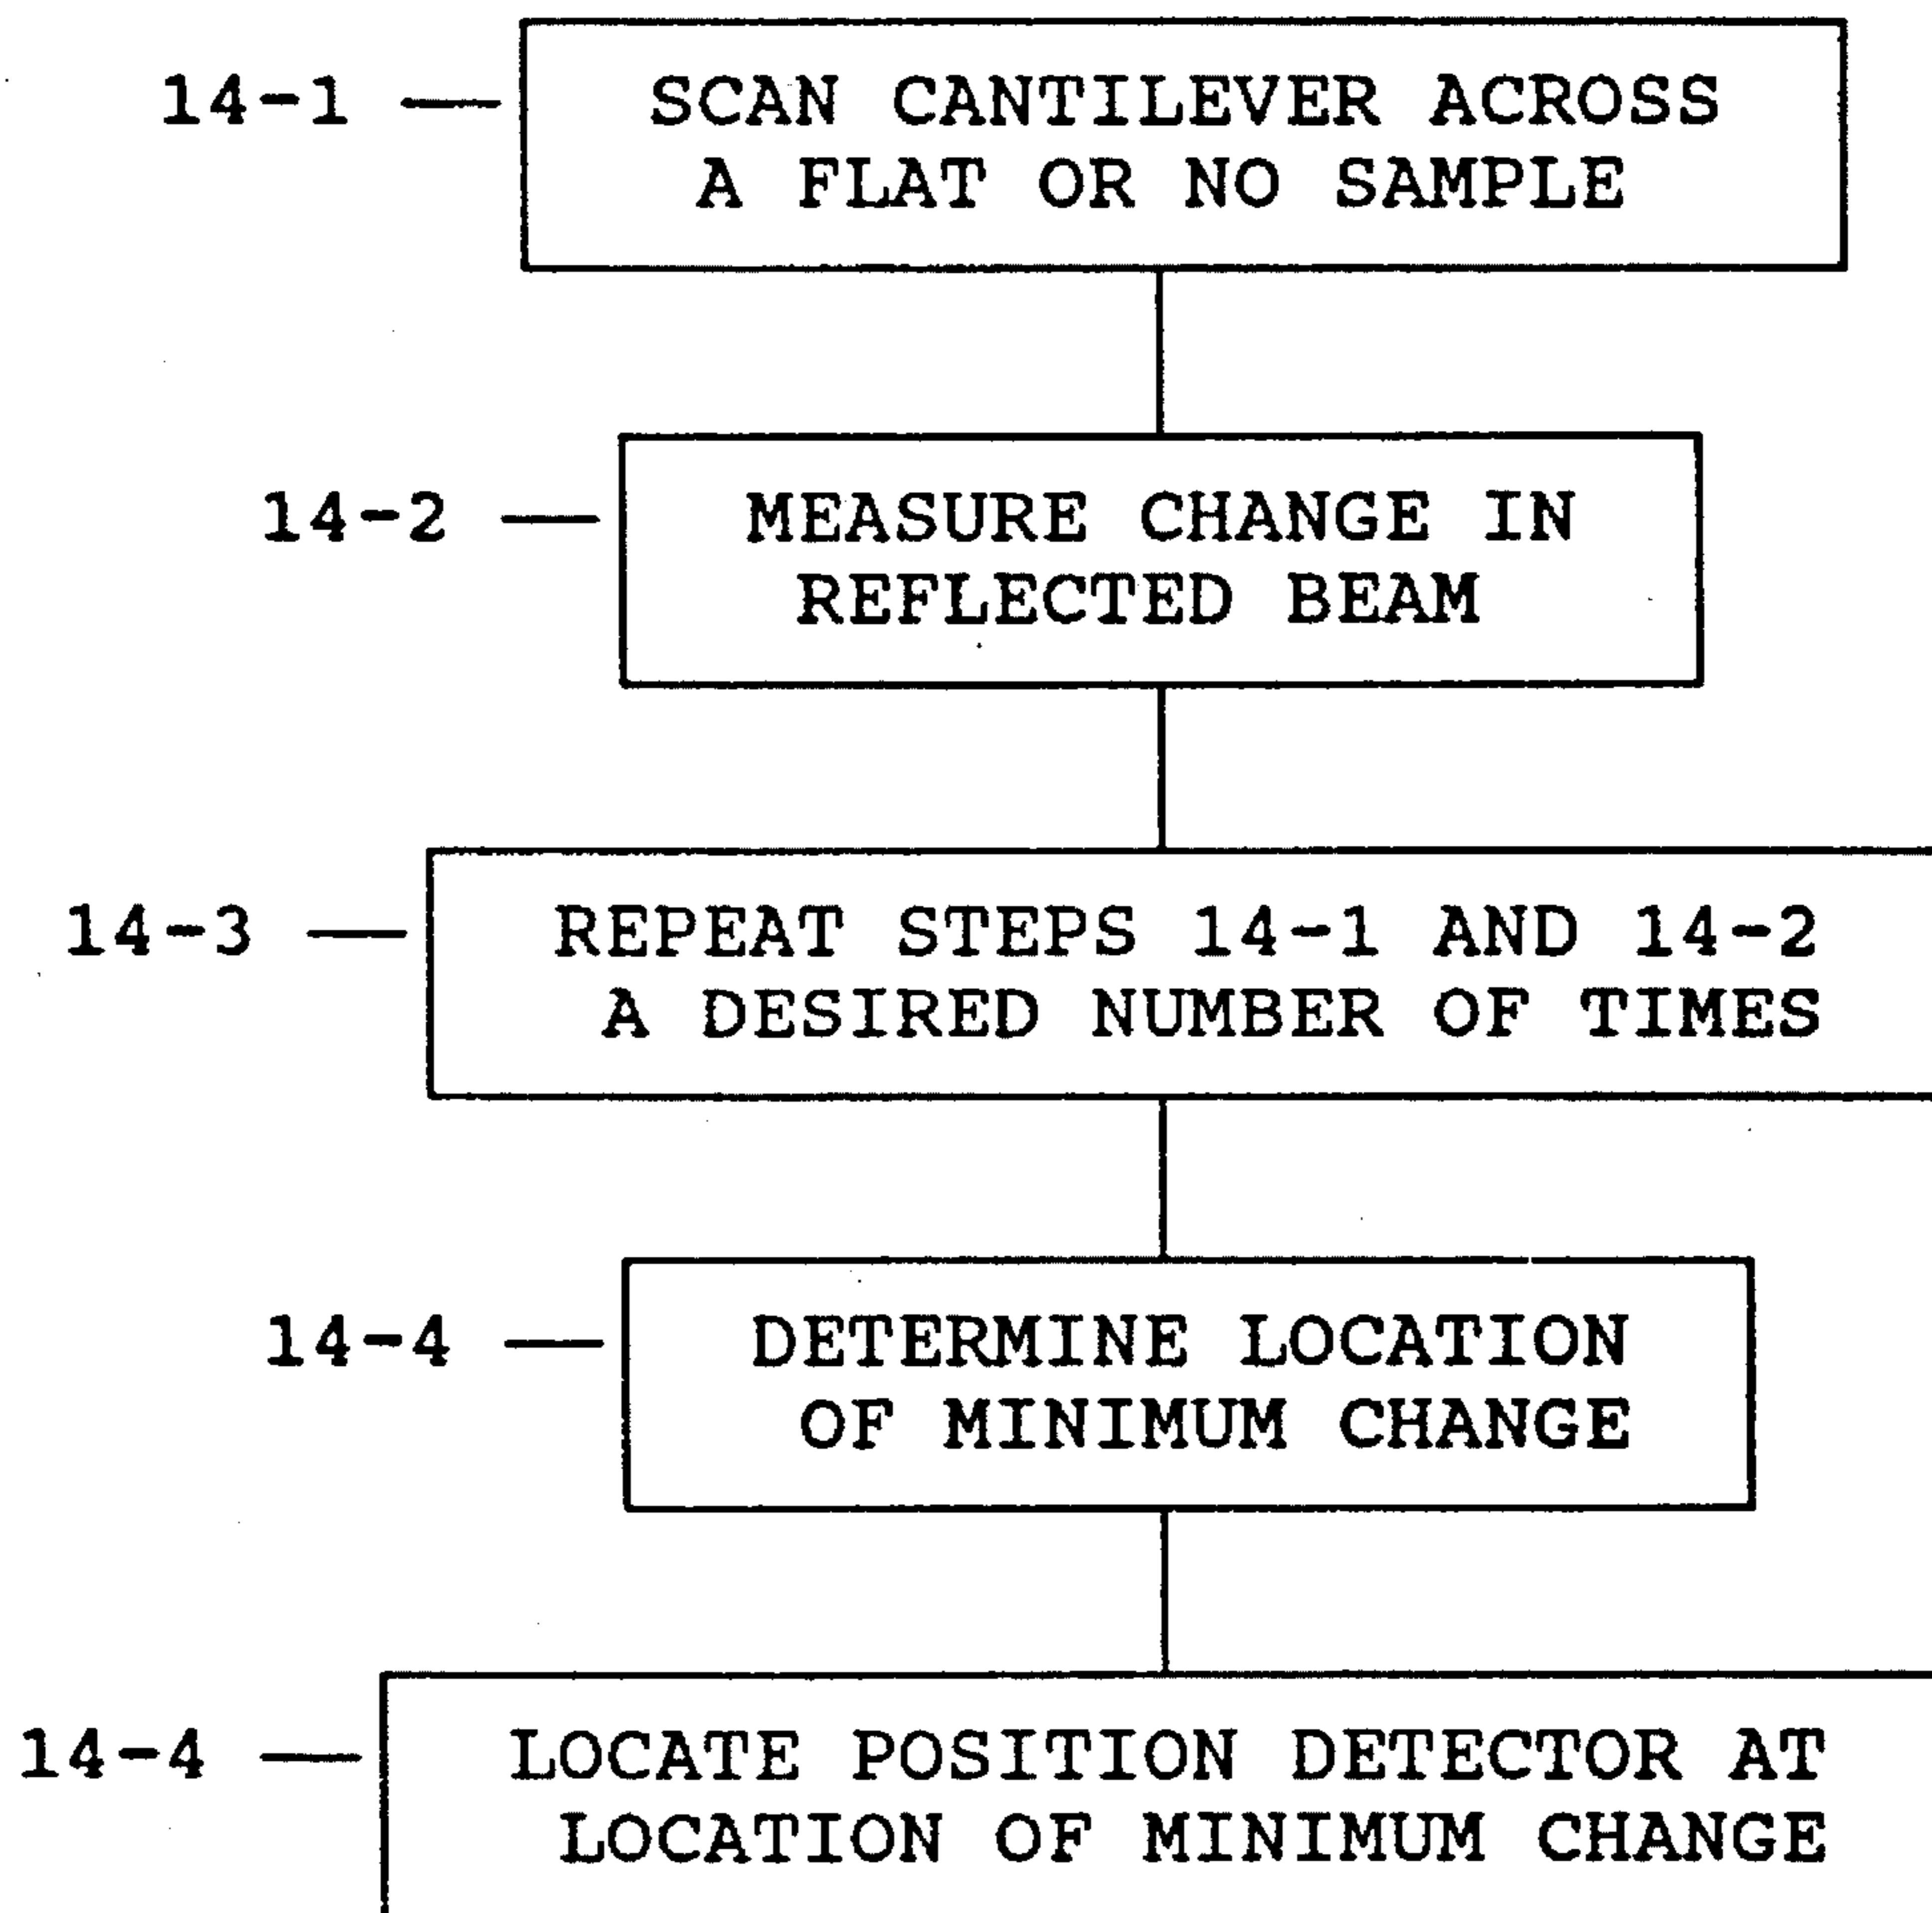 14-1 — SCAN CANTILEVER ACROSS
A FLAT OR NO SAMPLE
14-2 — MEASURE CHANGE IN
REFLECTED BEAM
14-3 — REPEAT STEPS 14-1 AND 14-2
A DESIRED NUMBER OF TIMES
14-4 — DETERMINE LOCATION
OF MINIMUM CHANGE
14-4 — LOCATE POSITION DETECTOR AT
LOCATION OF MINIMUM CHANGE